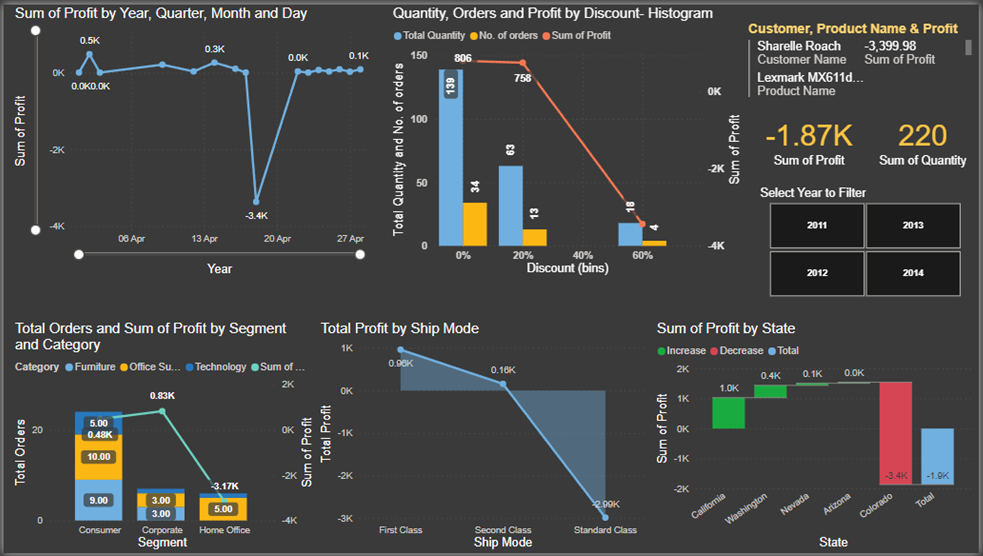 Sum of Profit by Year, Quarter, Month and Day
0.5K
0.3K
0.0K
0.1K
0K
0.0K0.0K
Sum of Profit
-2K
-3.4K
-4K
06 Apr
13 Apr
20 Apr
27 Apr
Year
Quantity, Orders and Profit by Discount- Histogram
Total Quantity
No. of orders
Sum of Profit
150
806
758
139
0K
100
Total Quantity and No. of orders
Sum of Profit
63
-2K
50
34
13
18
4
0
-4K
0%
20%
40%
60%
Discount (bins)
Customer, Product Name & Profit
Sharelle Roach
-3,399.98
Customer Name
Sum of Profit
Lexmark MX611d...
Product Name
-1.87K
220
Sum of Profit
Sum of Quantity
Select Year to Filter
2011
2013
2012
2014
Total Orders and Sum of Profit by Segment
and Category
Category
Furniture
Office Su...
Technology
Sum of ...
2K
0.83K
5.00
0.48K
20
0K
Total Orders
Sum of Profit
10.00
-2K
-3.17K
9.00
3.00
3.00
5.00
0
-4K
Consumer
Corporate
Home Office
Segment
Total Profit by Ship Mode
1K
0.96K
0.16K
0K
-1K
Total Profit
-2K
-2.99K
-3K
First Class
Second Class
Standard Class
Ship Mode
Sum of Profit by State
Increase
Decrease
Total
2K
1.0K
0.4K
0.1K
0.0K
1K
0K
Sum of Profit
-1K
-3.4K
-1.9K
-2K
California
Washington
Nevada
Arizona
Colorado
Total
State